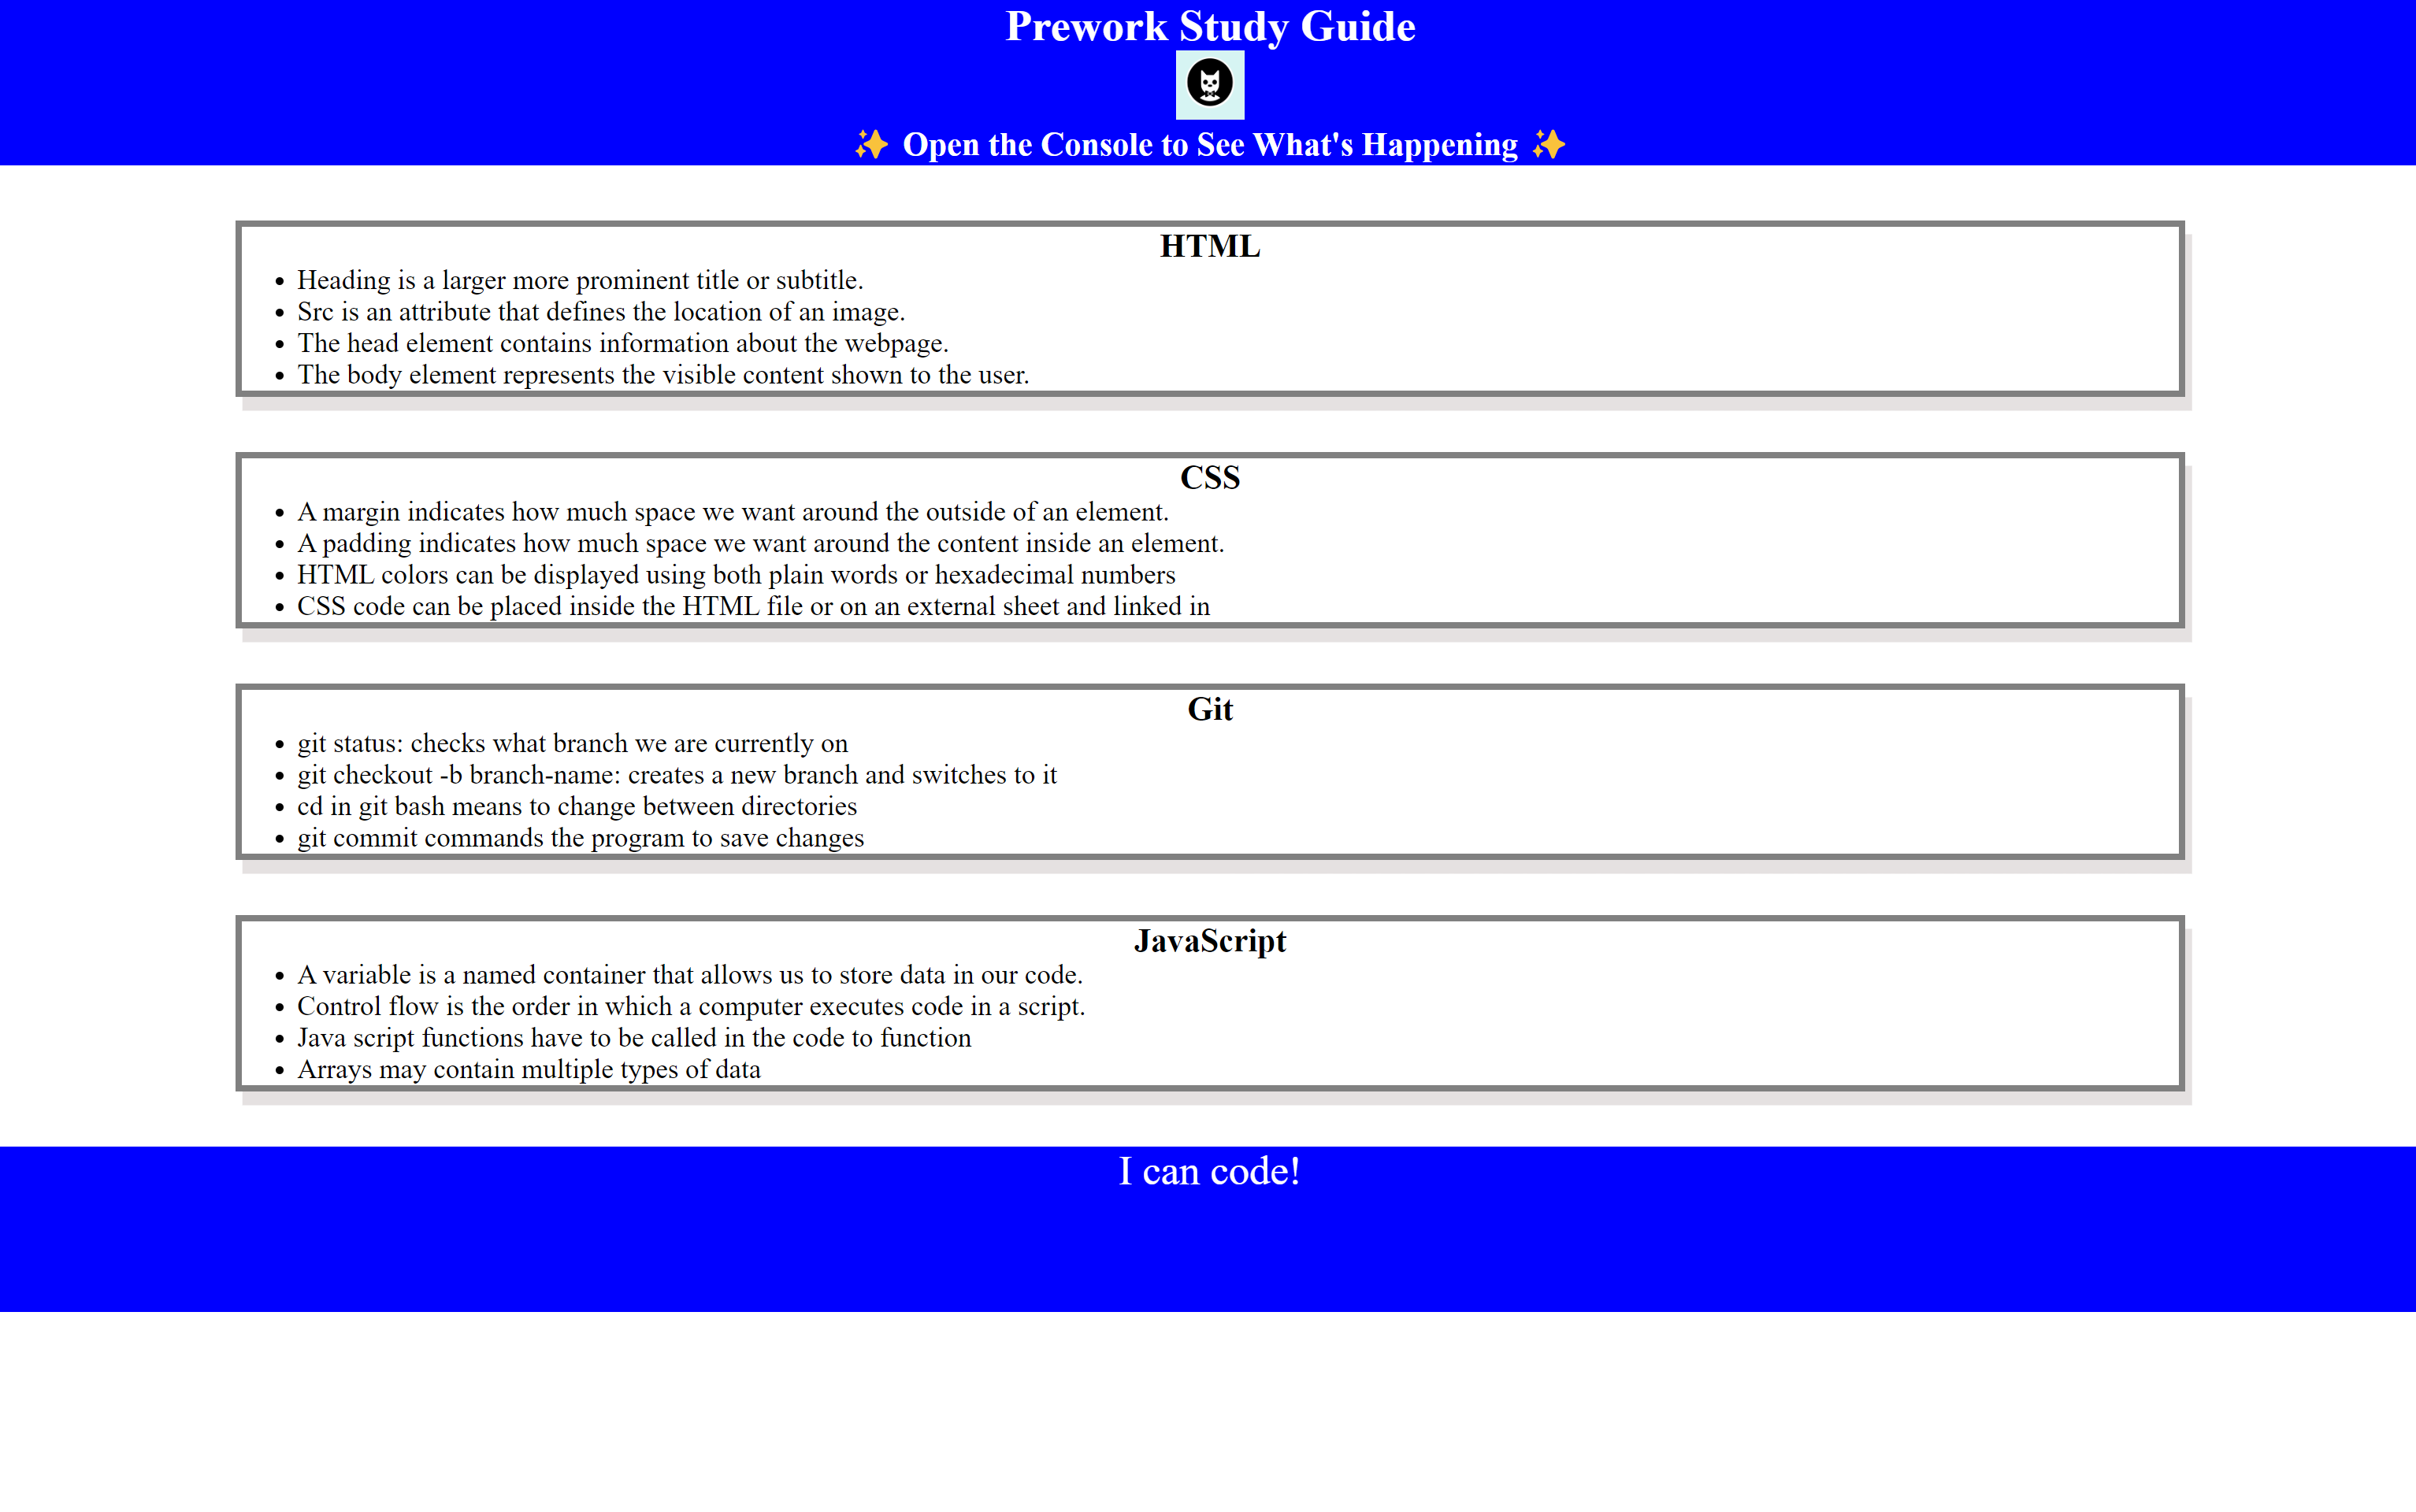 Prework Study Guide
✨ Open the Console to See What's Happening ✨
HTML
• Heading is a larger more prominent title or subtitle.
• Src is an attribute that defines the location of an image.
• The head element contains information about the webpage.
• The body element represents the visible content shown to the user.
CSS
• A margin indicates how much space we want around the outside of an element.
• A padding indicates how much space we want around the content inside an element.
• HTML colors can be displayed using both plain words or hexadecimal numbers
• CSS code can be placed inside the HTML file or on an external sheet and linked in
Git
• git status: checks what branch we are currently on
• git checkout -b branch-name: creates a new branch and switches to it
• cd in git bash means to change between directories
• git commit commands the program to save changes
JavaScript
• A variable is a named container that allows us to store data in our code.
• Control flow is the order in which a computer executes code in a script.
• Java script functions have to be called in the code to function
• Arrays may contain multiple types of data
I can code!